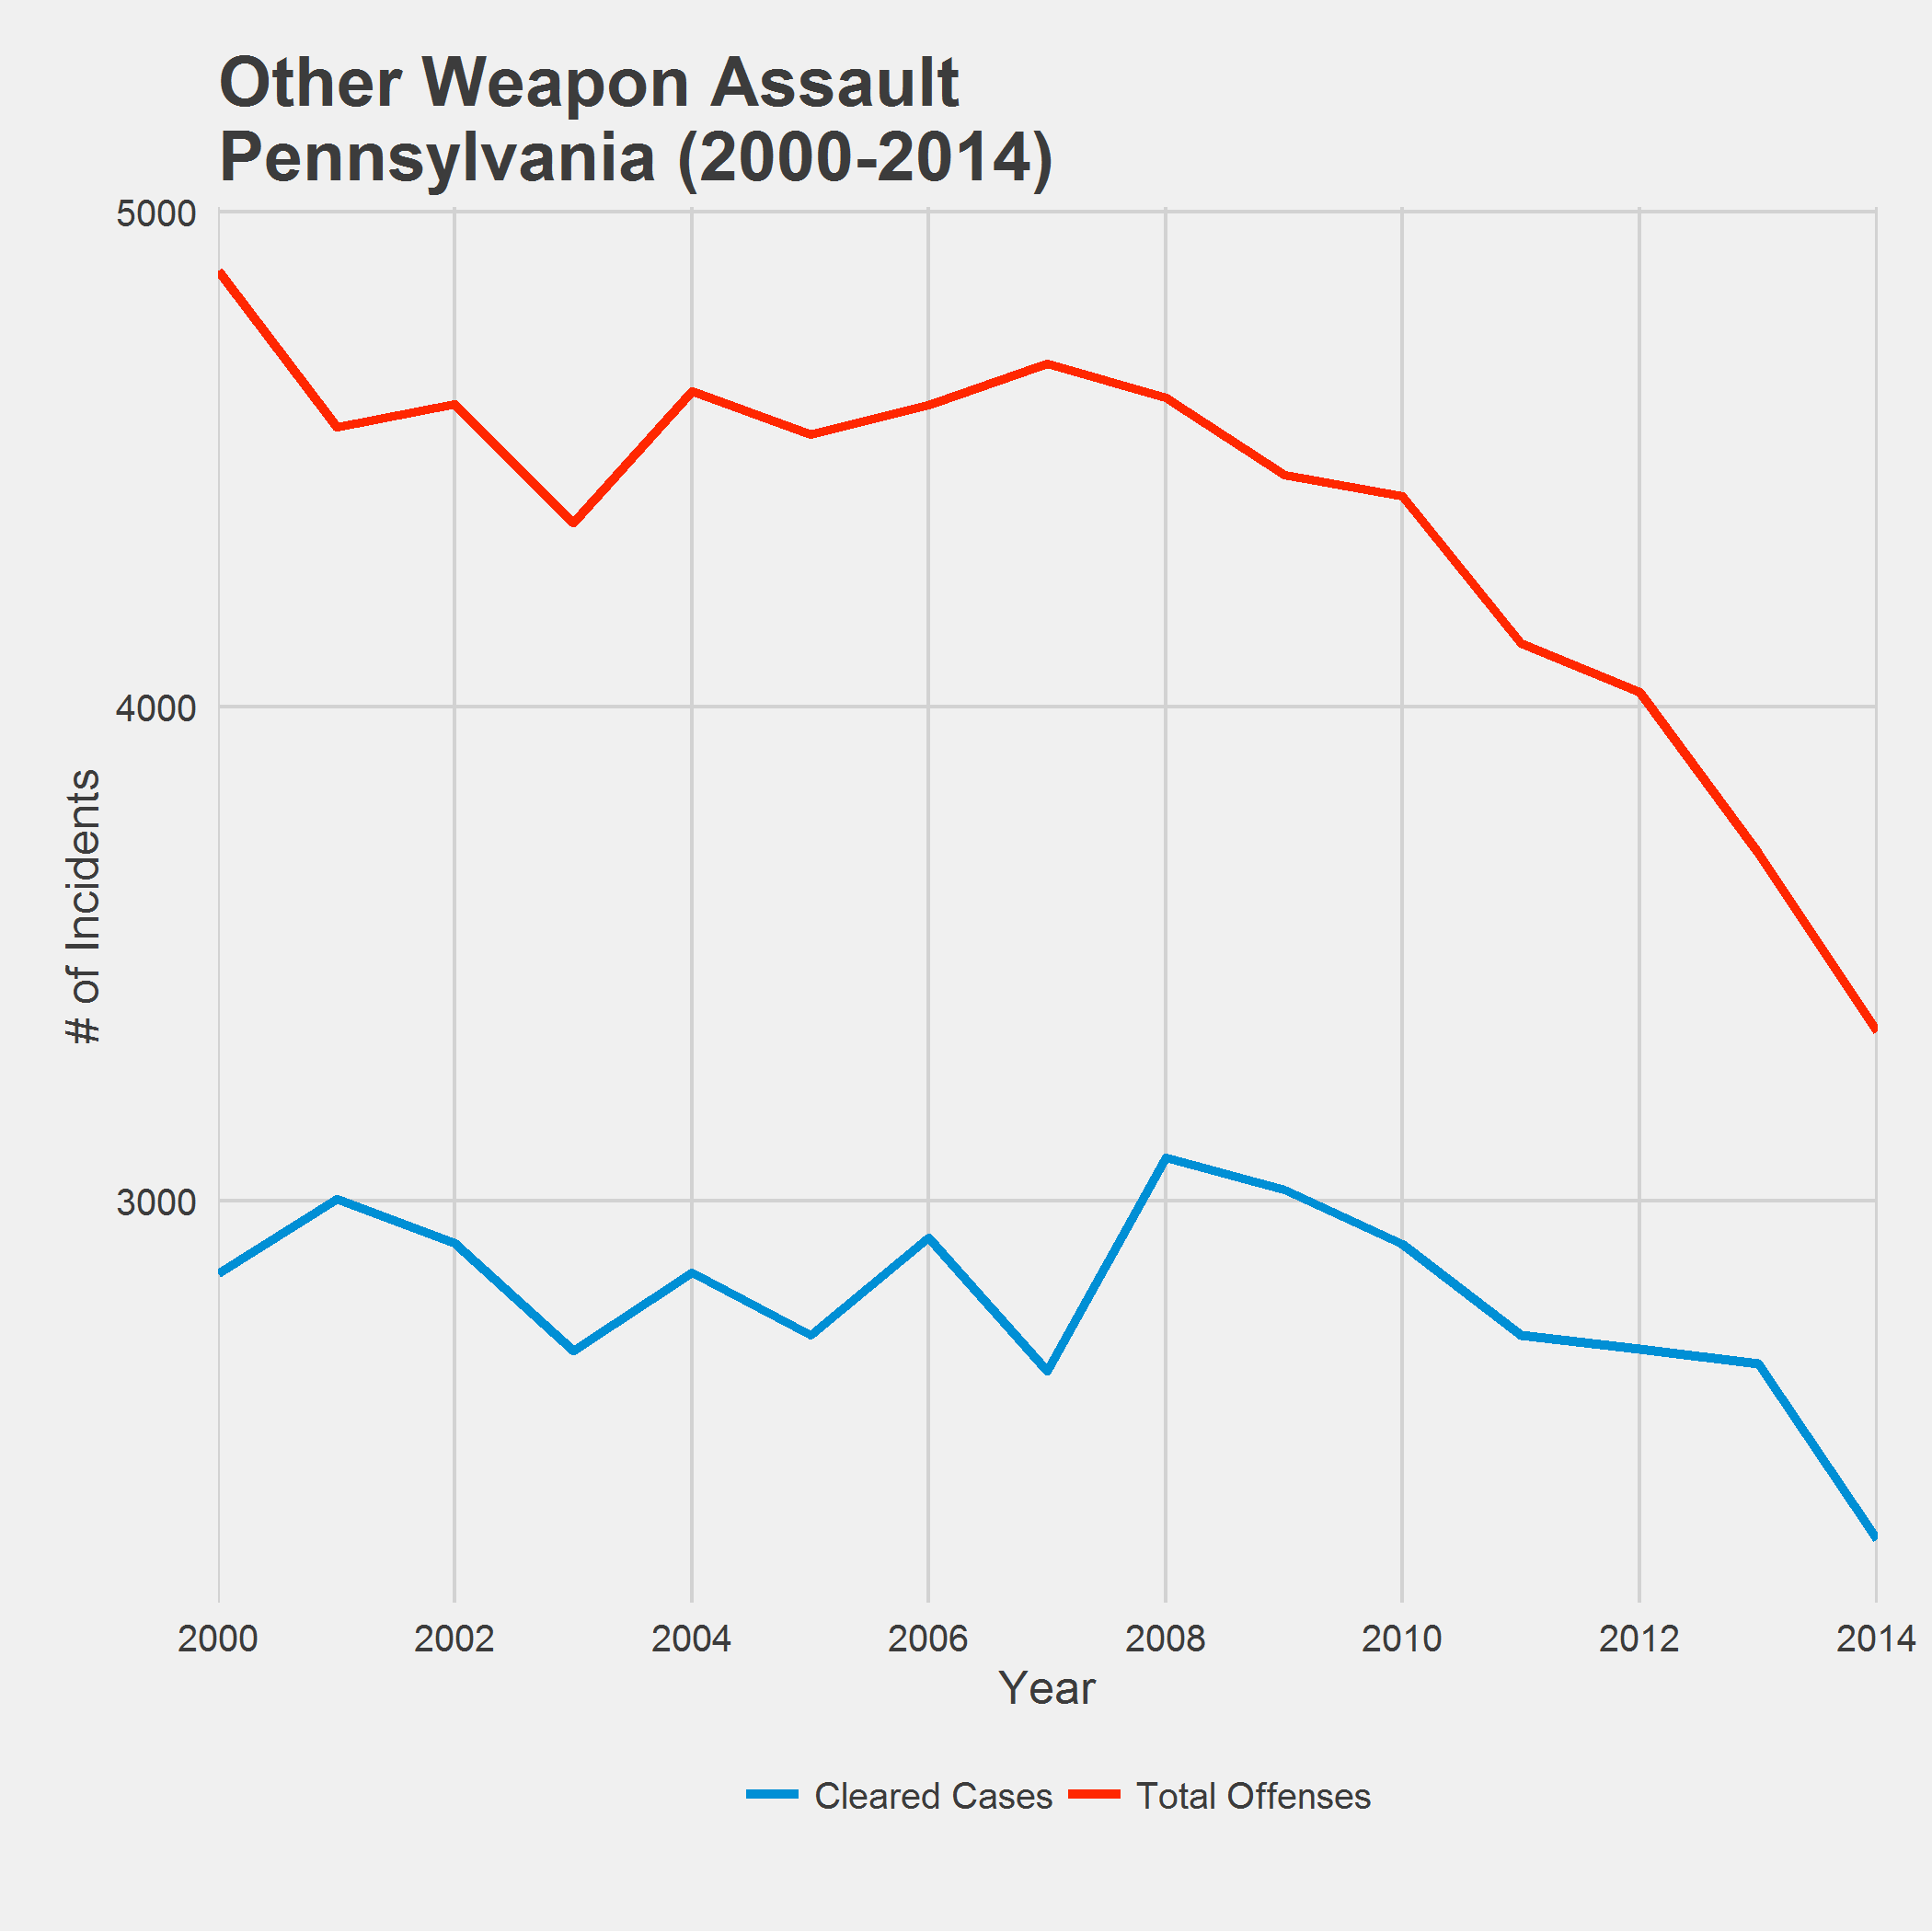 Other Weapon Assault
Pennsylvania (2000-2014)
5000
4000
3000
# of Incidents
2000 2002 2004 2006 2008 2010 2012 2014
Year
Cleared Cases Total Offenses